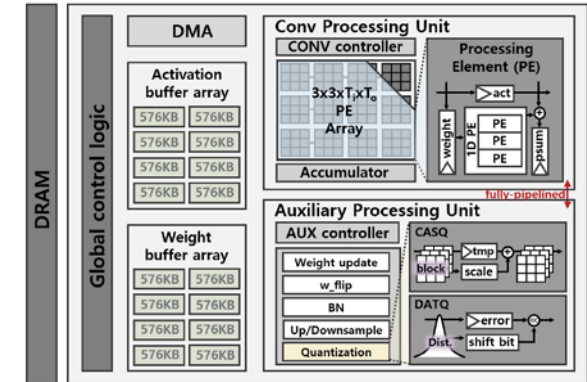 DRAM
Global control logic
DMA
Activation
buffer array
576KB 576KB
576KB 576KB
576KB 576KB
576KB 576KB
Weight
buffer array
576KB 576KB
576KB 576KB
576KB 576KB
576KB 576KB
Conv Processing Unit
CONV controller
3x3xTᵢxTₒ
PE
Array
Accumulator
Processing
Element (PE)
act
weight
1D PE
PE
PE
PE
psum
fully-pipelined
Auxiliary Processing Unit
AUX controller
Weight update
w_flip
BN
Up/Downsample
Quantization
CASQ
block
tmp
scale
DATQ
Dist.
error
shift bit
<<